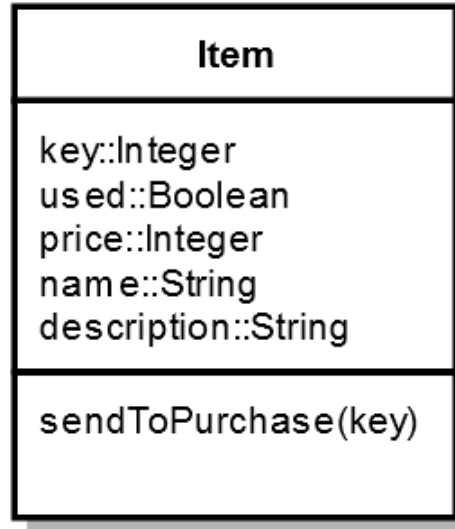 Item
key::Integer
used::Boolean
price::Integer
name::String
description::String
sendToPurchase(key)